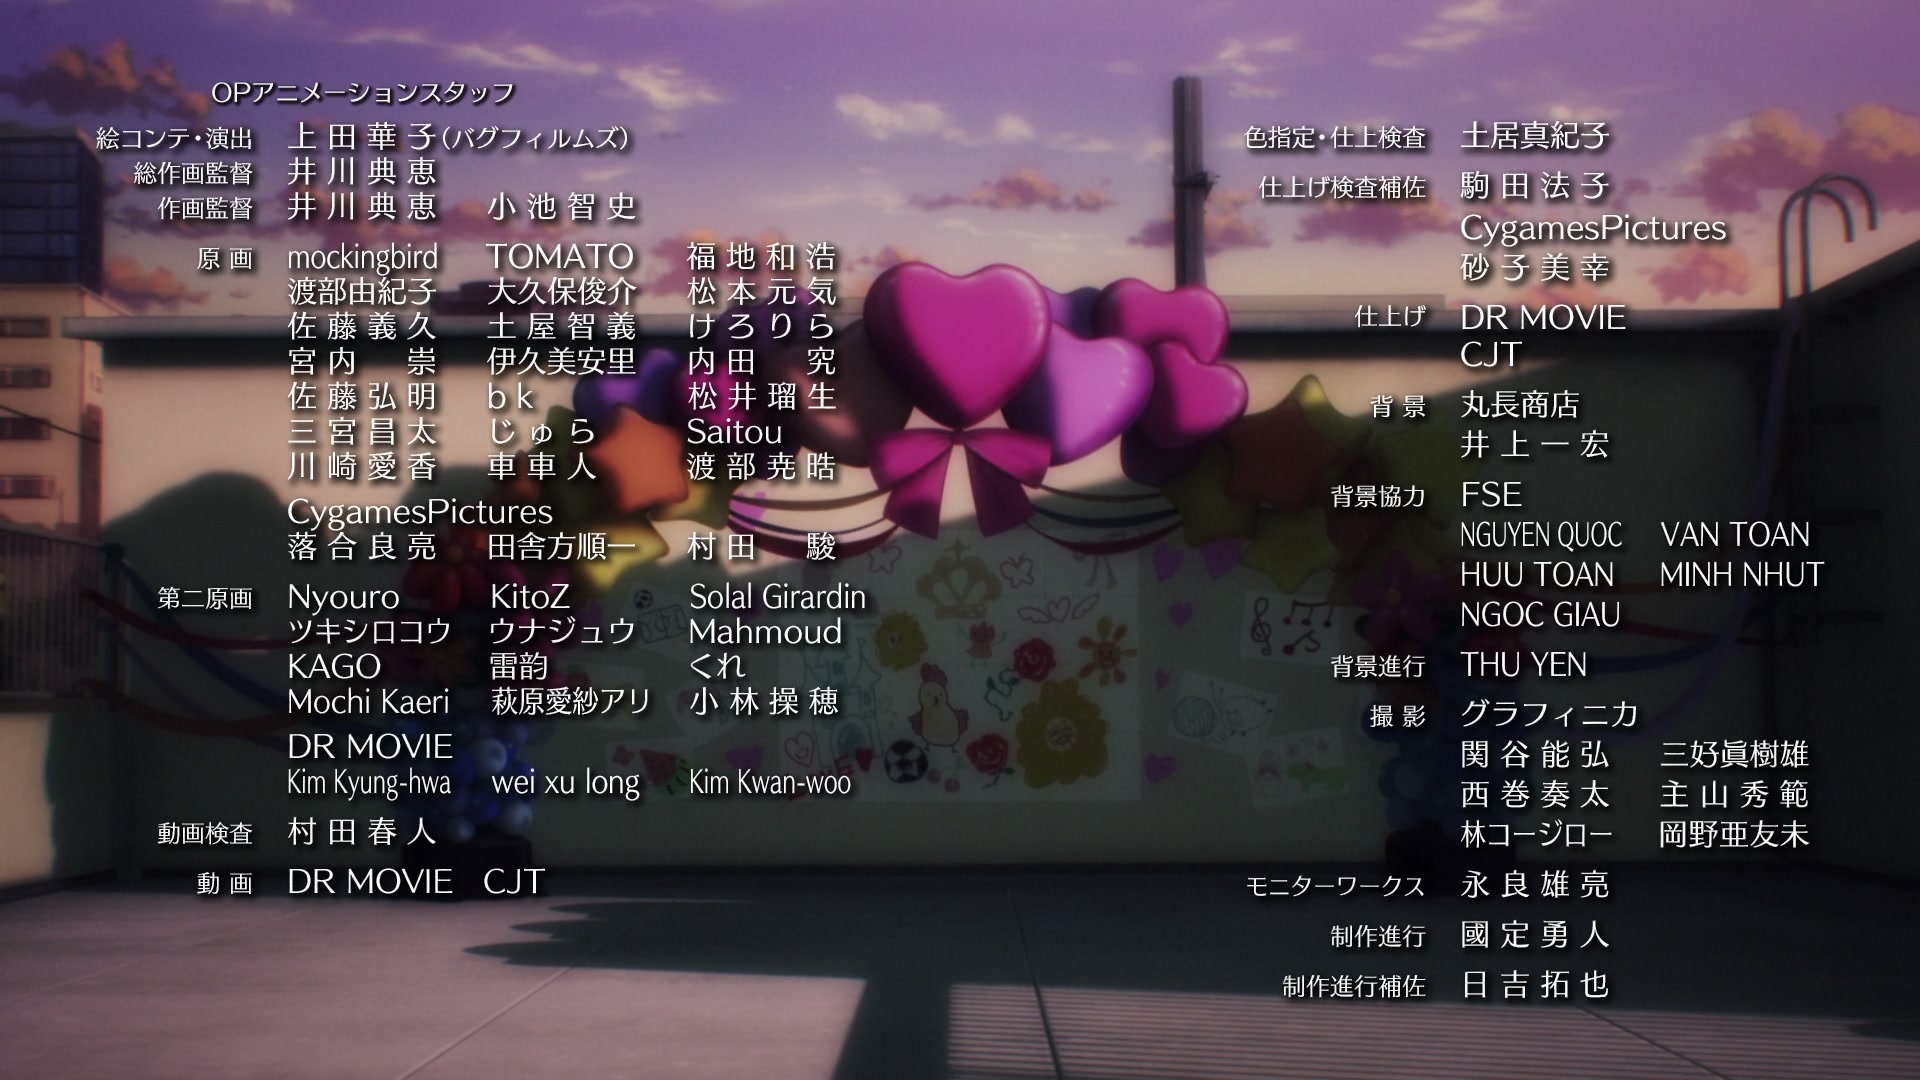 OPアニメーションスタッフ
絵コンテ・演出 上田華子(バグフィルムズ)
総作画監督 井川典恵
作画監督 井川典恵 小池智史
原画 mockingbird TOMATO 福地和浩
渡部由紀子 大久保俊介 松本元気
佐藤義久 土屋智義 けろりら
宮内崇 伊久美安里 内田究
佐藤弘明 bk 松井瑠生
三宮昌太 じゅら Saitou
川崎愛香 車車人 渡部尭晧
CygamesPictures
落合良亮 田舎方順一 村田駿
第二原画 Nyouro KitoZ Solal Girardin
ツキシロコウ ウナジュウ Mahmoud
KAGO 雷韵 くれ
Mochi Kaeri 萩原愛紗アリ 小林操穂
DR MOVIE
Kim Kyung-hwa wei xu long Kim Kwan-woo
動画検査 村田春人
動画 DR MOVIE CJT
色指定・仕上検査 土居真紀子
仕上げ検査補佐 駒田法子
CygamesPictures
砂子美幸
仕上げ DR MOVIE
CJT
背景 丸長商店
井上一宏
背景協力 FSE
NGUYEN QUOC VAN TOAN
HUU TOAN MINH NHUT
NGOC GIAU
背景進行 THU YEN
撮影 グラフィニカ
関谷能弘 三好眞樹雄
西巻奏太 主山秀範
林コージロー 岡野亜友未
モニターワークス 永良雄亮
制作進行 國定勇人
制作進行補佐 日吉拓也